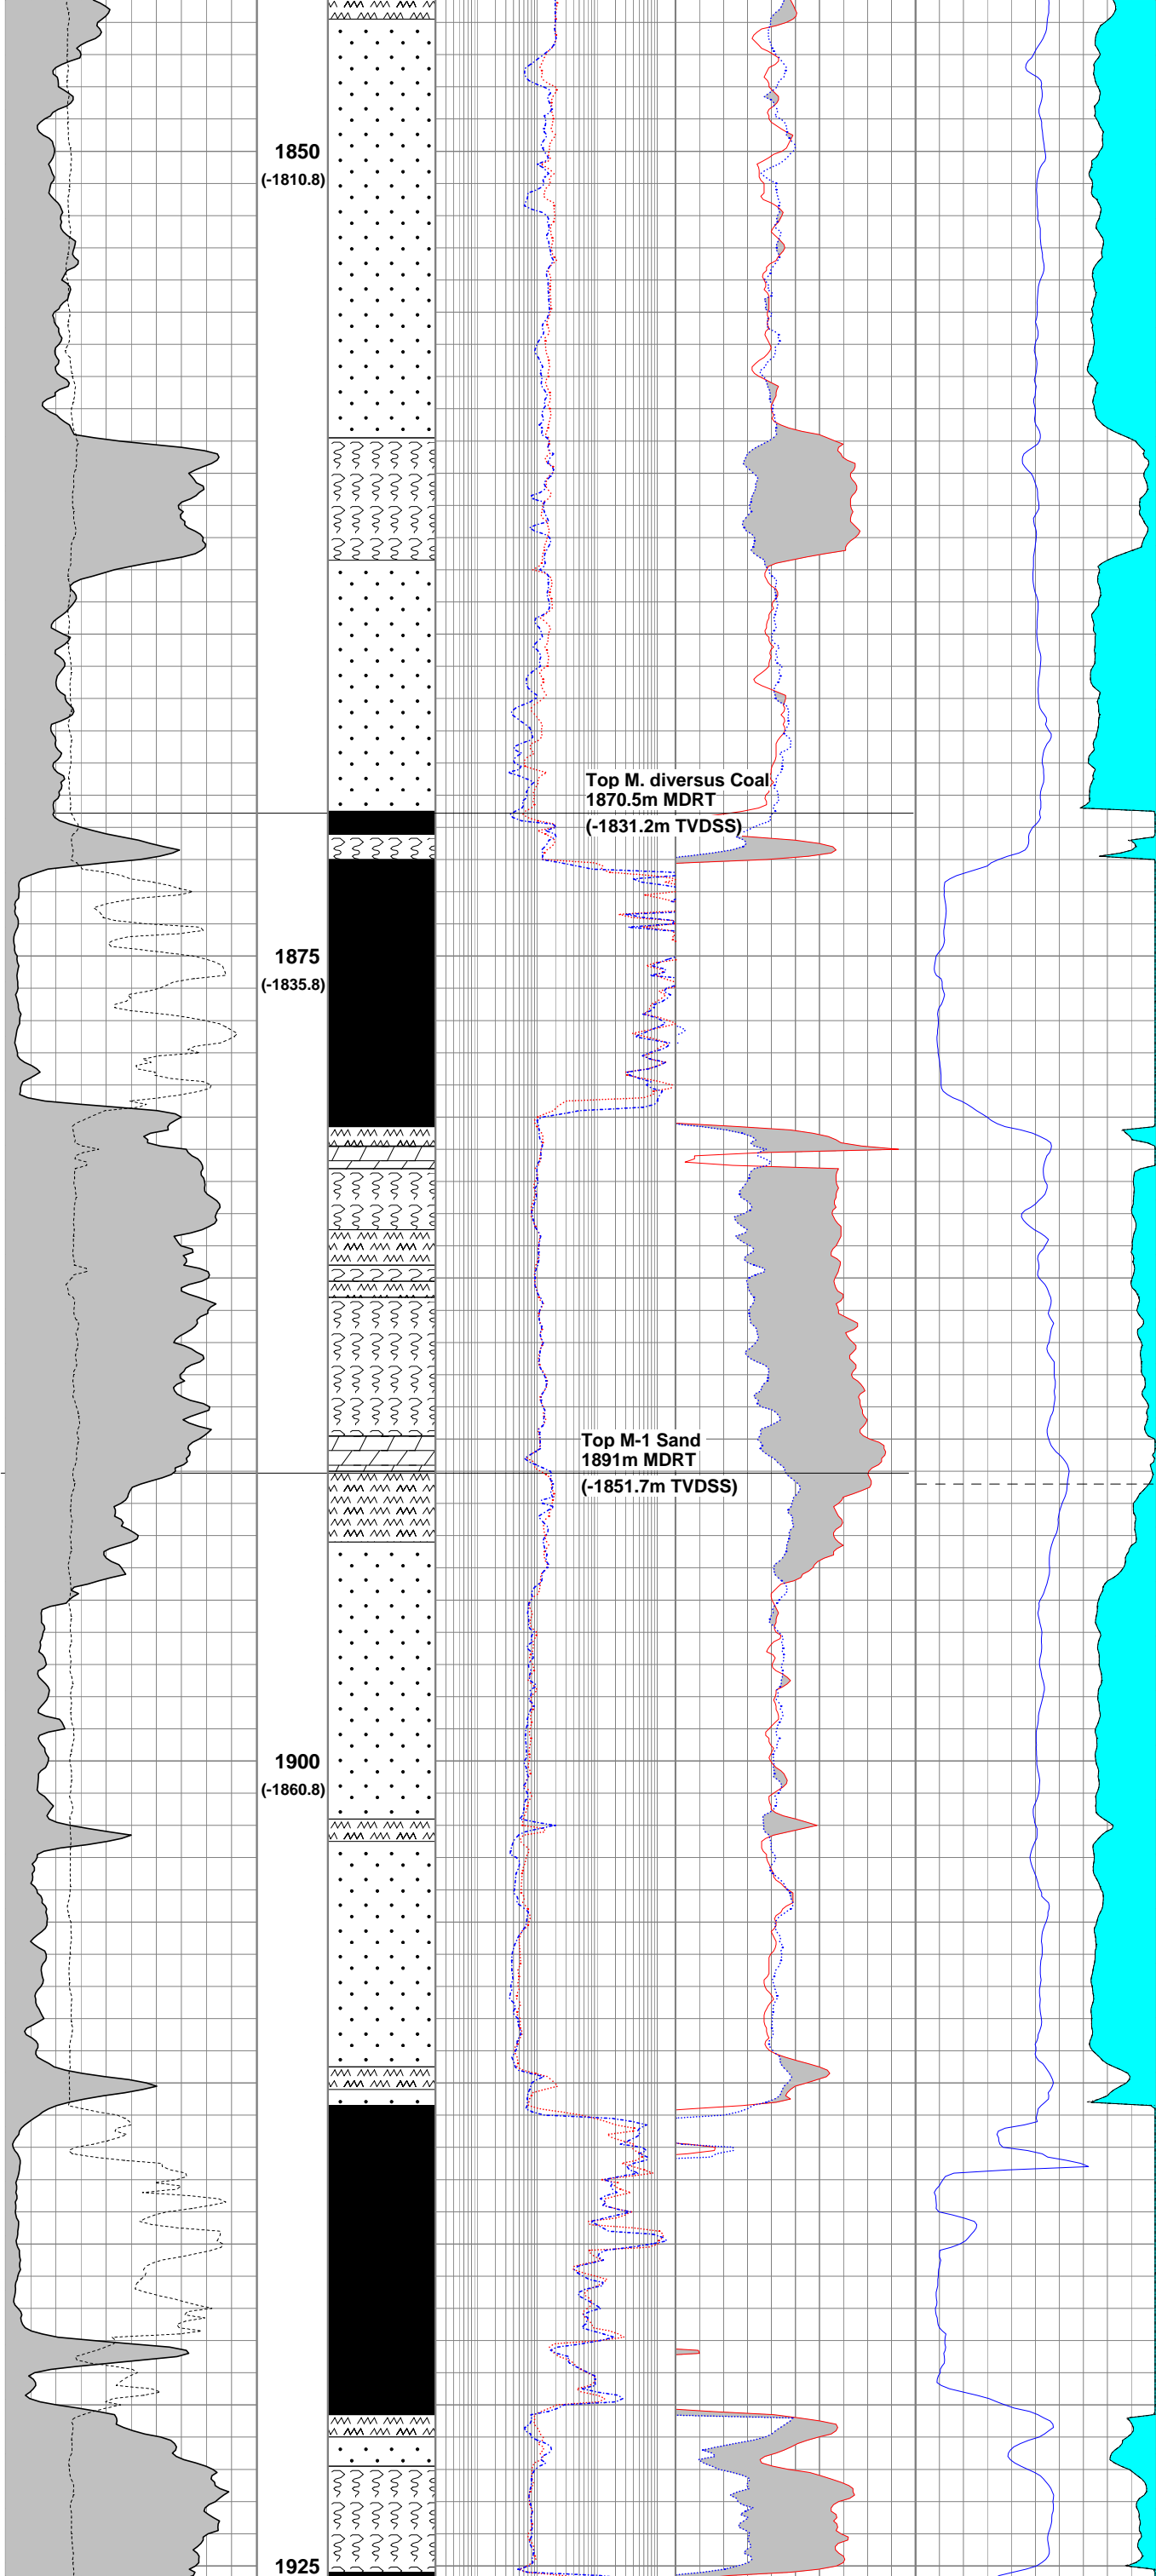 1850
(-1810.8)
Top M. diversus Coal
1870.5m MDRT
(-1831.2m TVDSS)
1875
(-1835.8)
Top M-1 Sand
1891m MDRT
(-1851.7m TVDSS)
1900
(-1860.8)
1925